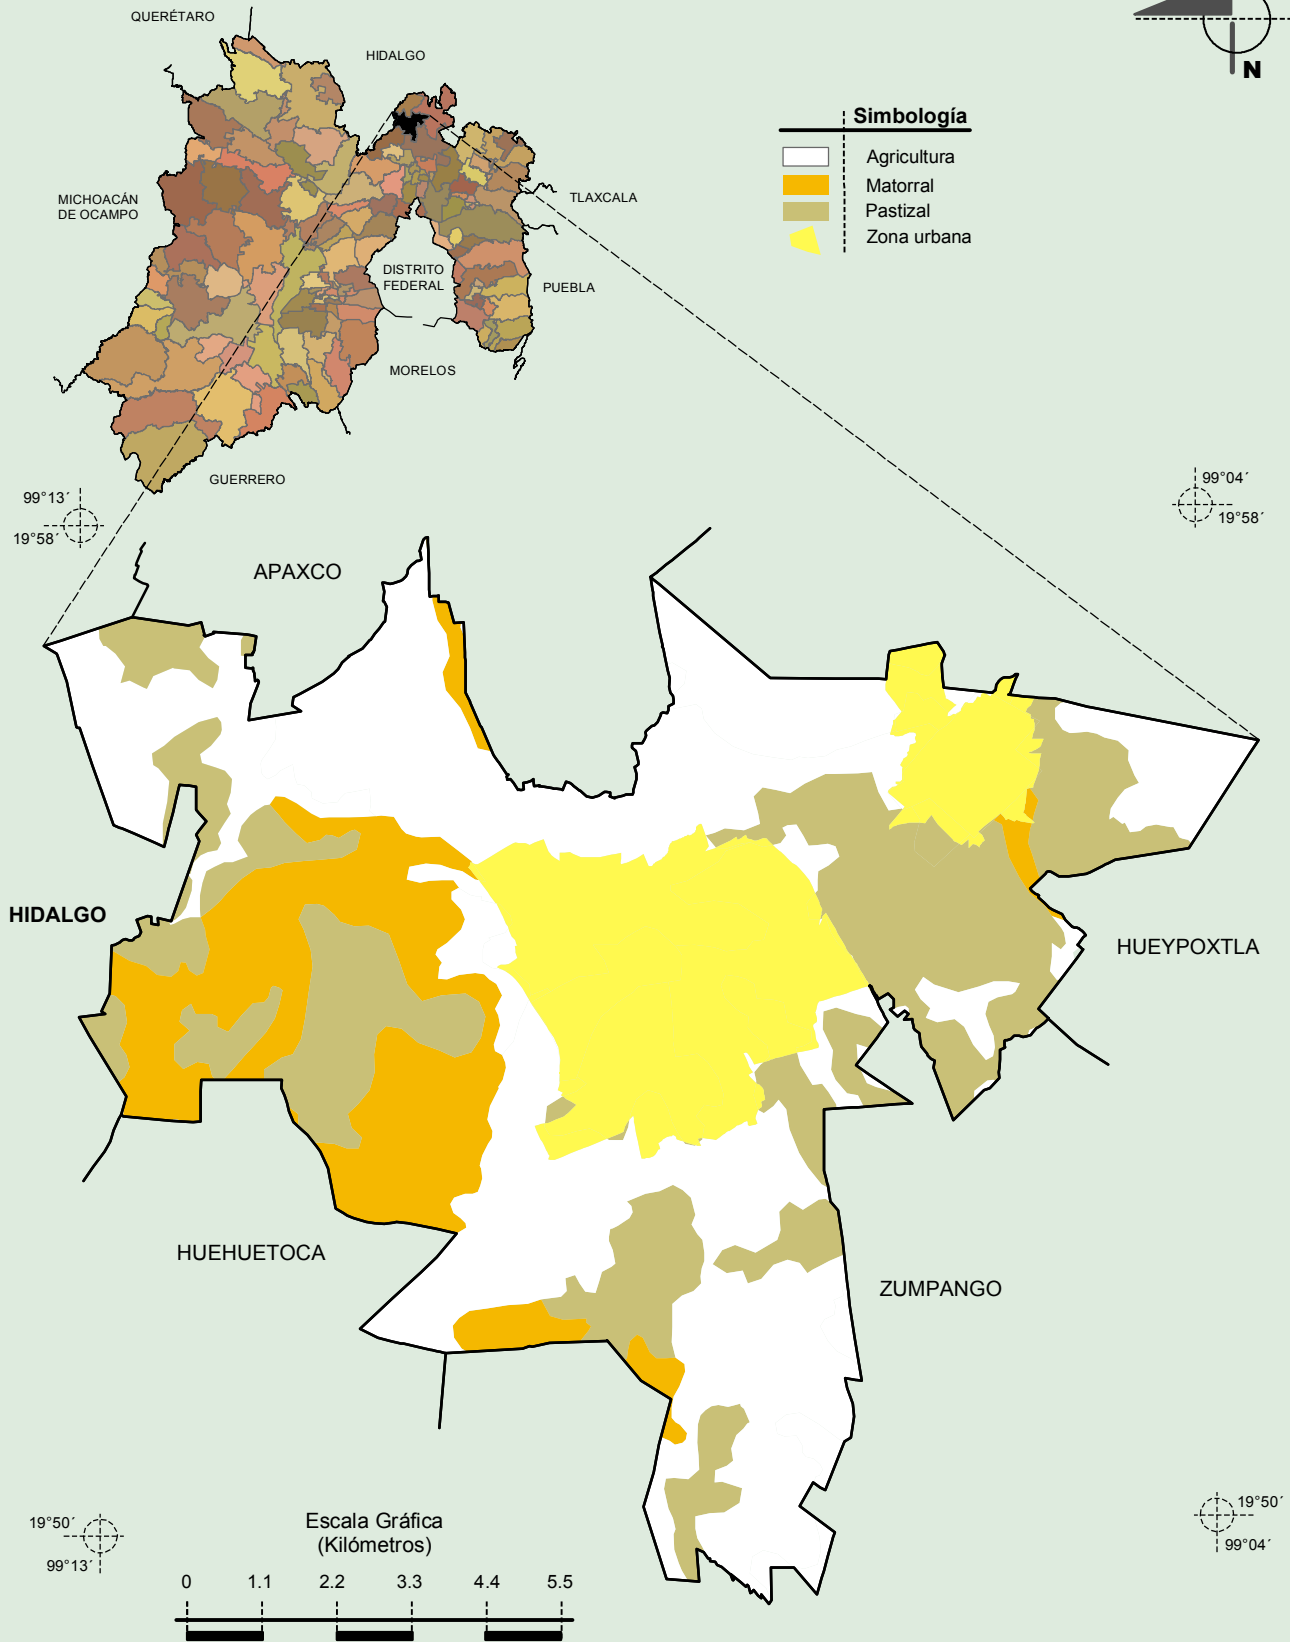 QUERÉTARO
HIDALGO
N
Simbología
Agricultura
Matorral
Pastizal
Zona urbana
MICHOACÁN
DE OCAMPO
TLAXCALA
DISTRITO
FEDERAL
PUEBLA
MORELOS
GUERRERO
99°13´
19°58´
99°04´
19°58´
APAXCO
HIDALGO
HUEYPOXTLA
HUEHUETOCA
ZUMPANGO
19°50´
99°13´
19°50´
99°04´
Escala Gráfica
(Kilómetros)
0 1.1 2.2 3.3 4.4 5.5